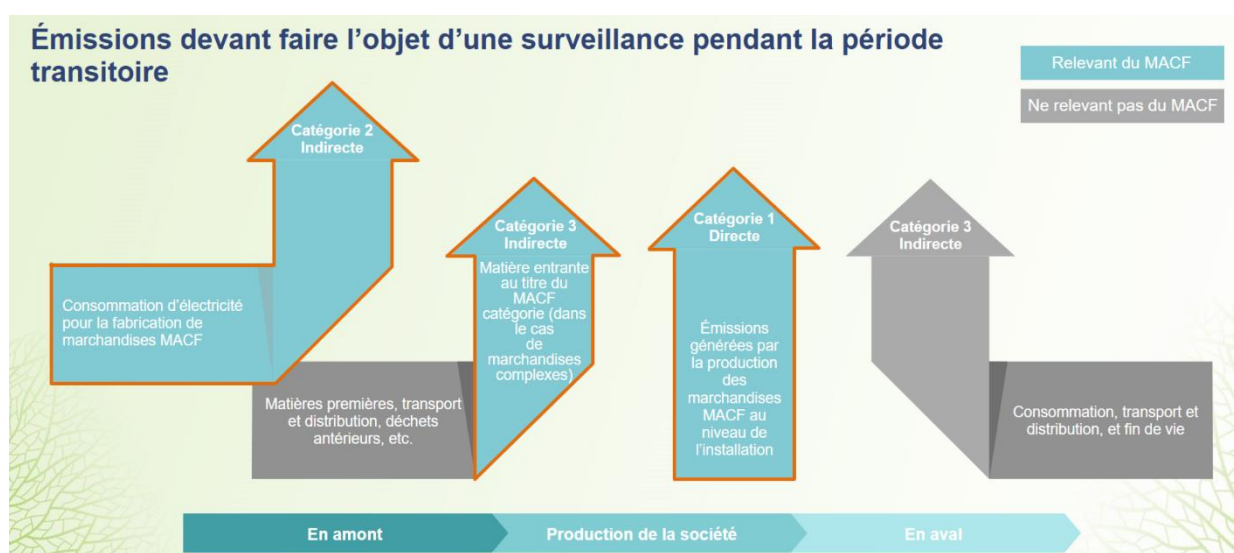 Émissions devant faire l’objet d’une surveillance pendant la période
transitoire
Relevant du MACF
Ne relevant pas du MACF
Catégorie 2
Indirecte
Consommation d’électricité
pour la fabrication de
marchandises MACF
Matières premières, transport
et distribution, déchets
antérieurs, etc.
Catégorie 3
Indirecte
Matière entrante
au titre du
MACF
catégorie (dans
le cas
de
marchandises
complexes)
Catégorie 1
Directe
Émissions
générées par
la production
des
marchandises
MACF au
niveau de
l’installation
Catégorie 3
Indirecte
Consommation, transport et
distribution, et fin de vie
En amont
Production de la société
En aval